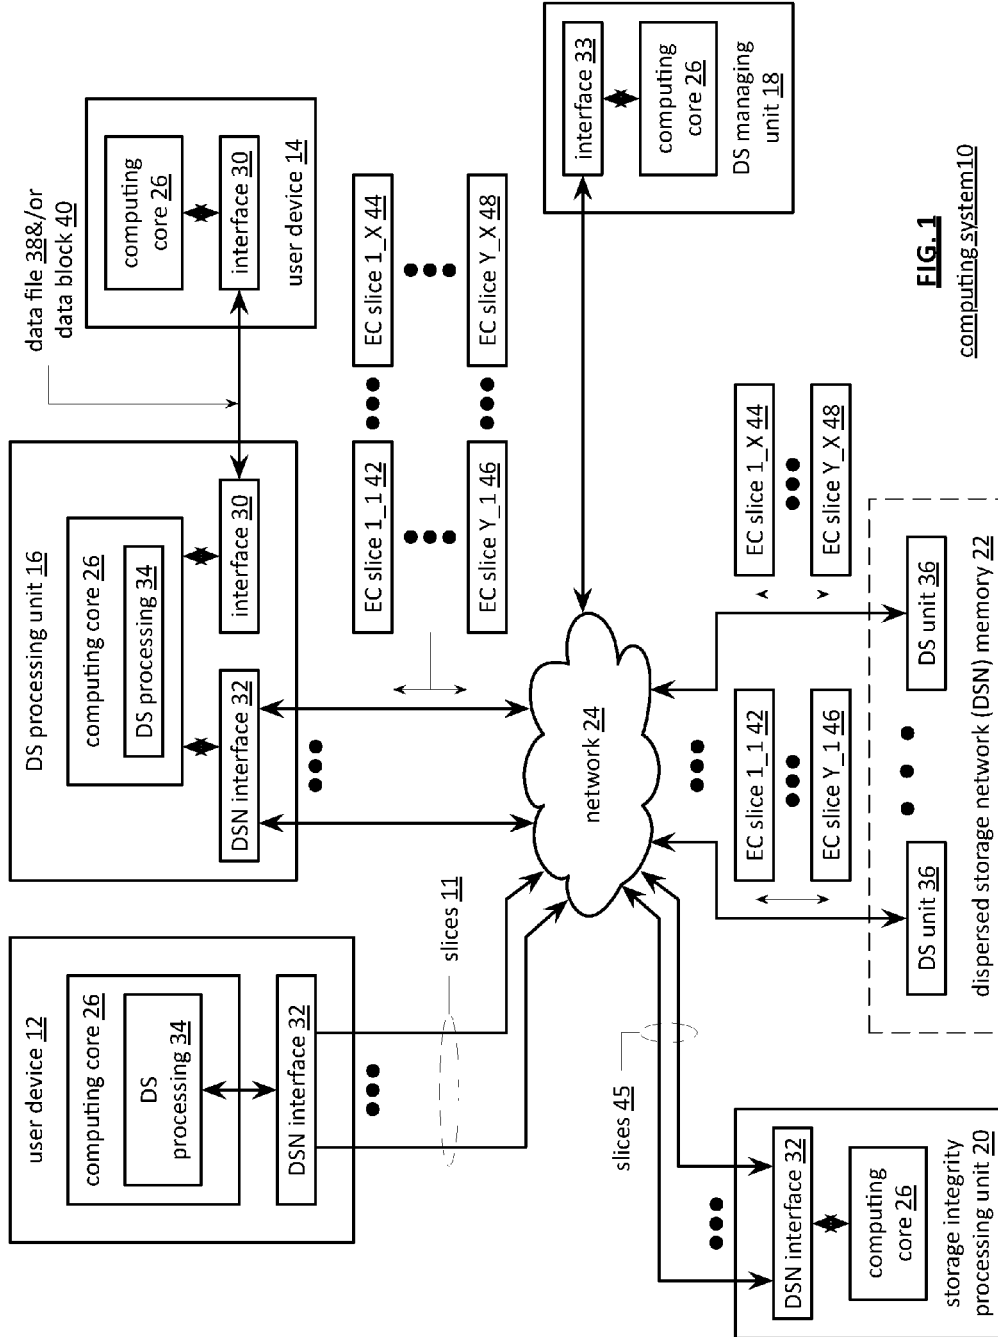 user device 12
computing core 26
DS
processing 34
DSN interface 32
slices 11
DS processing unit 16
computing core 26
DS processing 34
DSN interface 32
interface 30
data file 38&/or
data block 40
computing
core 26
interface 30
user device 14
EC slice 1_1 42
EC slice 1_X 44
EC slice Y_1 46
EC slice Y_X 48
network 24
interface 33
computing
core 26
DS managing
unit 18
slices 45
DSN interface 32
computing
core 26
storage integrity
processing unit 20
EC slice 1_1 42
EC slice Y_1 46
EC slice 1_X 44
EC slice Y_X 48
DS unit 36
DS unit 36
dispersed storage network (DSN) memory 22
FIG. 1
computing system10